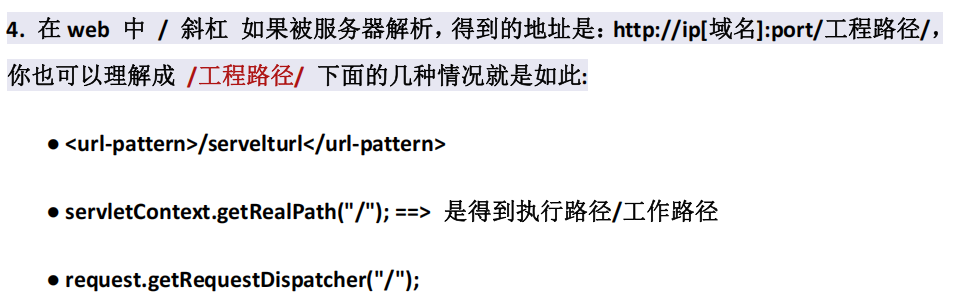 4. 在 web 中 / 斜杠 如果被服务器解析，得到的地址是：http://ip[域名]:port/工程路径/，
你也可以理解成 /工程路径/ 下面的几种情况就是如此:
● <url-pattern>/servelturl</url-pattern>
● servletContext.getRealPath("/"); ==> 是得到执行路径/工作路径
● request.getRequestDispatcher("/");